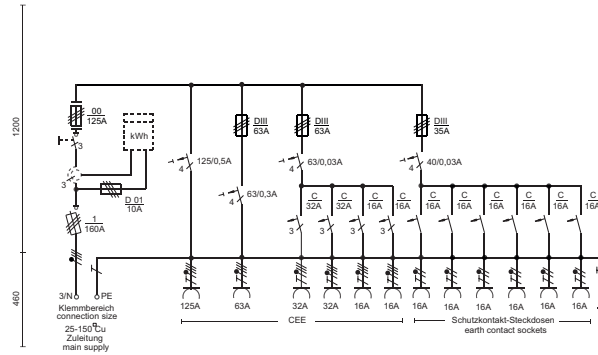 1200
460
00
125A
3
kWh
3
D 01
10A
1
160A
3/N
PE
Klemmbereich
connection size
25-150 Cu
Zuleitung
main supply
125/0,5A
4
DIII
63A
63/0,3A
4
DIII
63A
63/0,03A
4
DIII
35A
40/0,03A
4
C
32A
C
32A
C
16A
C
16A
C
16A
C
16A
C
16A
C
16A
C
16A
C
16A
3
3
3
3
125A
63A
32A
32A
16A
16A
16A
16A
16A
16A
16A
16A
CEE
Schutzkontakt-Steckdosen
earth contact sockets